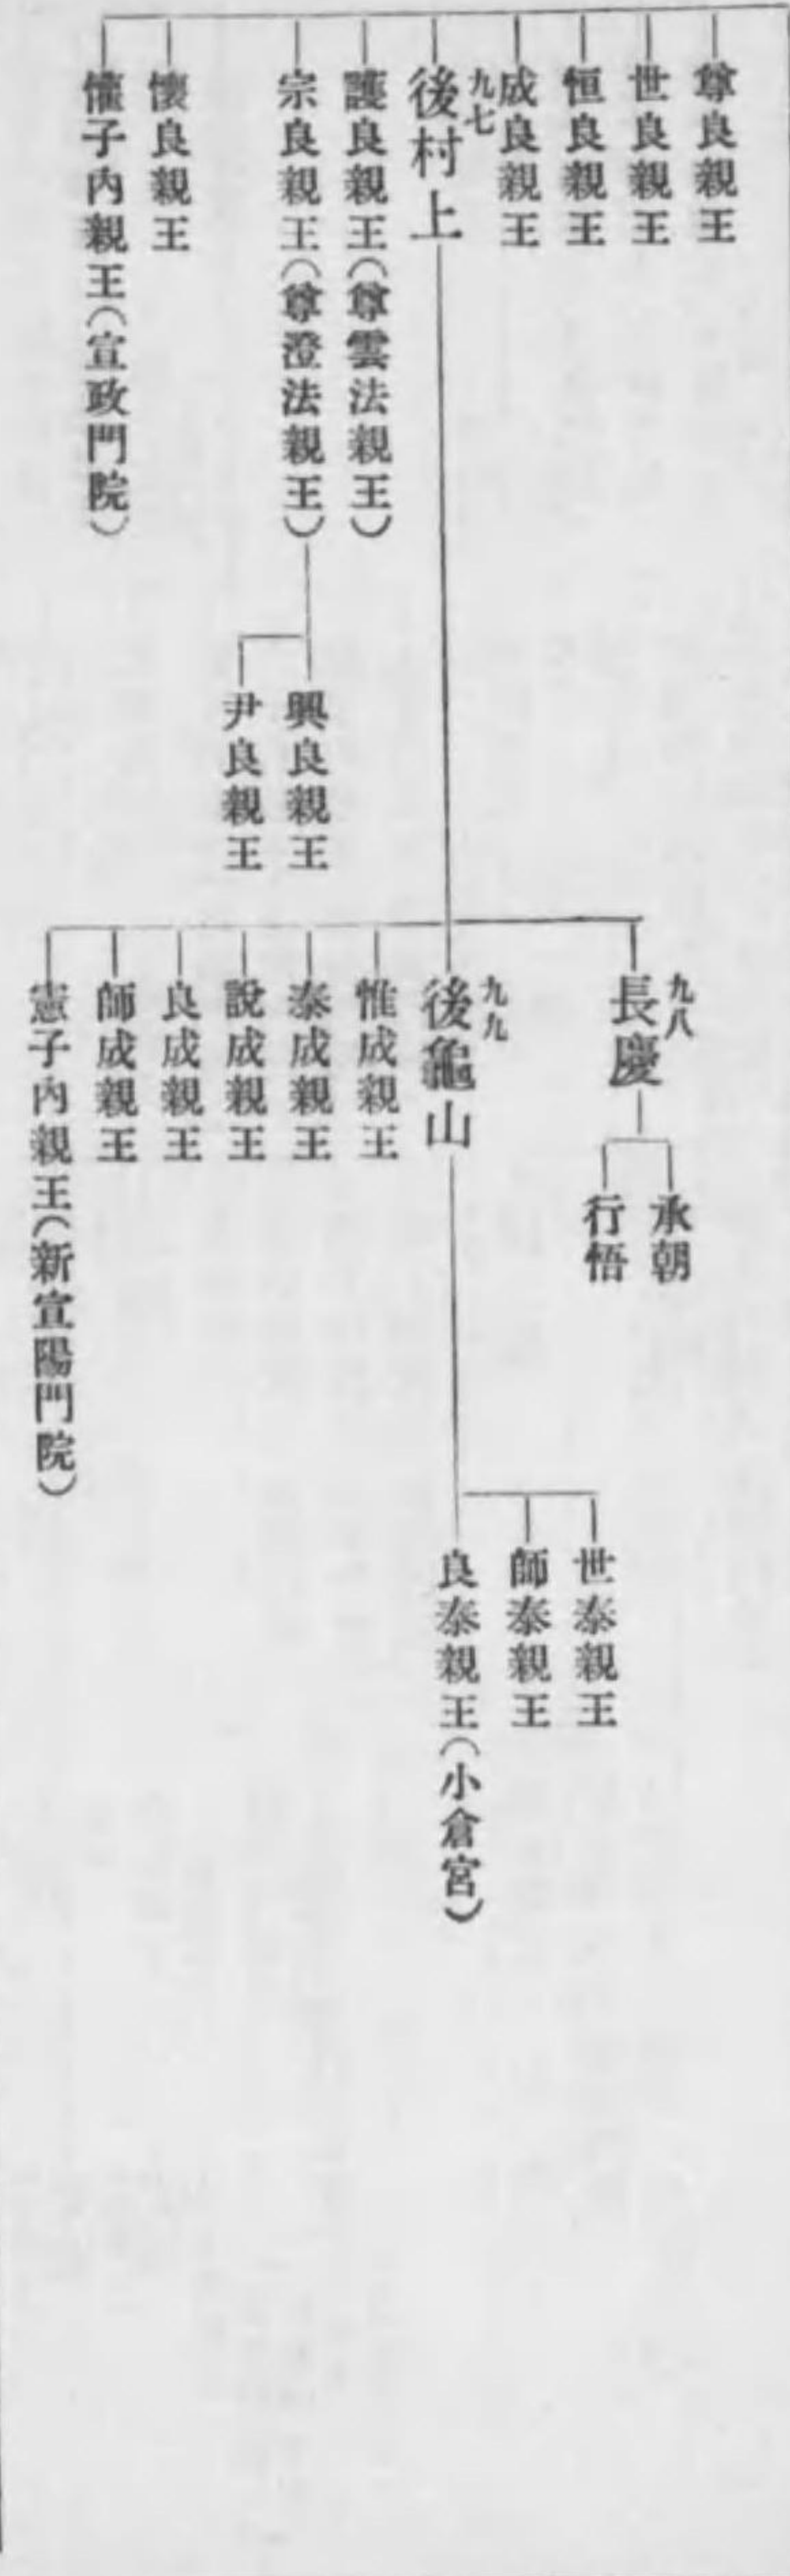 尊良親王
世良親王
恒良親王
成良親王
九七
後村上
護良親王(尊雲法親王)
宗良親王(尊澄法親王)
懷良親王
懽子內親王(宣政門院)
興良親王
尹良親王
九八
長慶
承朝
行悟
九九
後龜山
惟成親王
泰成親王
說成親王
良成親王
師成親王
憲子內親王(新宣陽門院)
世泰親王
師泰親王
良泰親王(小倉宮)